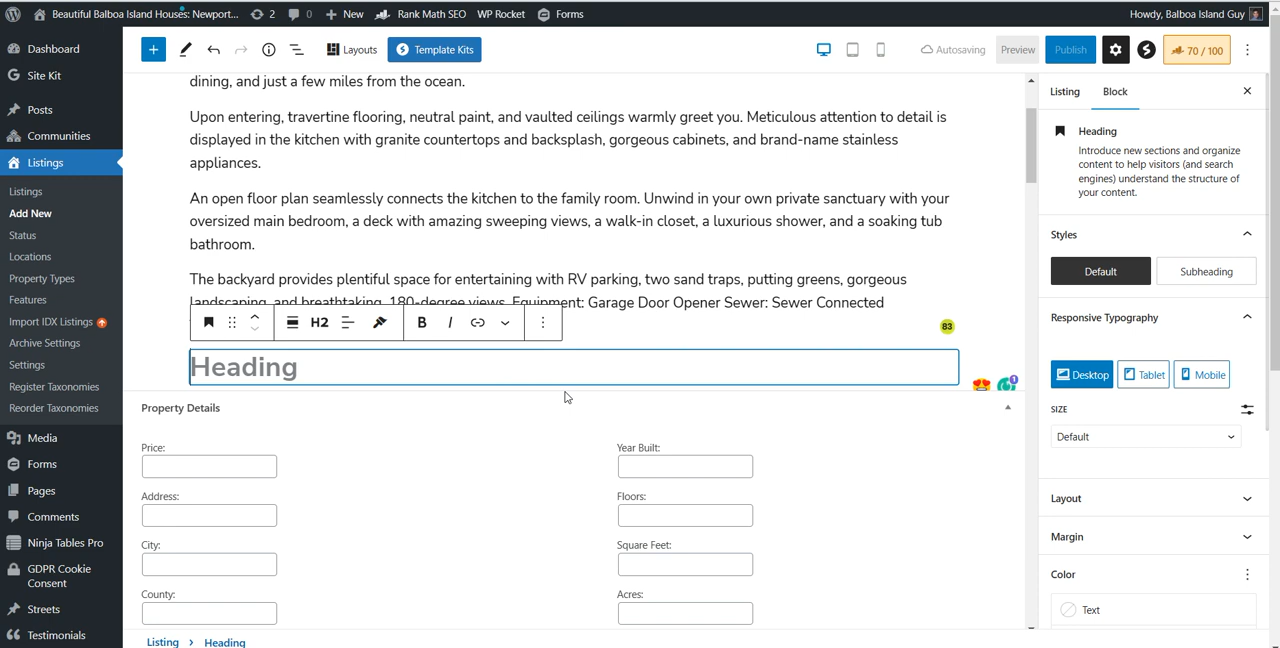 Beautiful Balboa Island Houses: Newport... 2 0 New Rank Math SEO WP Rocket Forms Howdy, Balboa Island Guy
Dashboard
Site Kit
Posts
Communities
Listings
Listings
Add New
Status
Locations
Property Types
Features
Import IDX Listings
Archive Settings
Settings
Register Taxonomies
Reorder Taxonomies
Media
Forms
Pages
Comments
Ninja Tables Pro
GDPR Cookie
Consent
Streets
Testimonials
Layouts Template Kits Autosaving Preview Publish 70 / 100
dining, and just a few miles from the ocean.
Upon entering, travertine flooring, neutral paint, and vaulted ceilings warmly greet you. Meticulous attention to detail is
displayed in the kitchen with granite countertops and backsplash, gorgeous cabinets, and brand-name stainless
appliances.
An open floor plan seamlessly connects the kitchen to the family room. Unwind in your own private sanctuary with your
oversized main bedroom, a deck with amazing sweeping views, a walk-in closet, a luxurious shower, and a soaking tub
bathroom.
The backyard provides plentiful space for entertaining with RV parking, two sand traps, putting greens, gorgeous
landscaping, and breathtaking, 180-degree views. Equipment: Garage Door Opener Sewer: Sewer Connected
H2 B I
83
Heading
1
Property Details
Price:
Year Built:
Address:
Floors:
City:
Square Feet:
County:
Acres:
Listing > Heading
Listing Block
Heading
Introduce new sections and organize
content to help visitors (and search
engines) understand the structure of
your content.
Styles
Default Subheading
Responsive Typography
Desktop Tablet Mobile
SIZE
Default
Layout
Margin
Color
Text